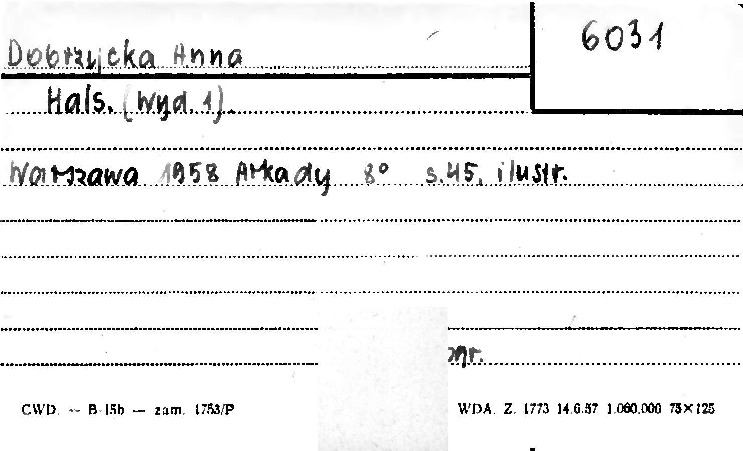 6031
Dobrzycka Anna
Hals. (Wyd. 1).
Warszawa 1958 Arkady 8° s. 45, ilustr.
CWD. — B-15b — zam. 1753/P
WDA. Z. 1773 14.6.57 1.060.000 75×125